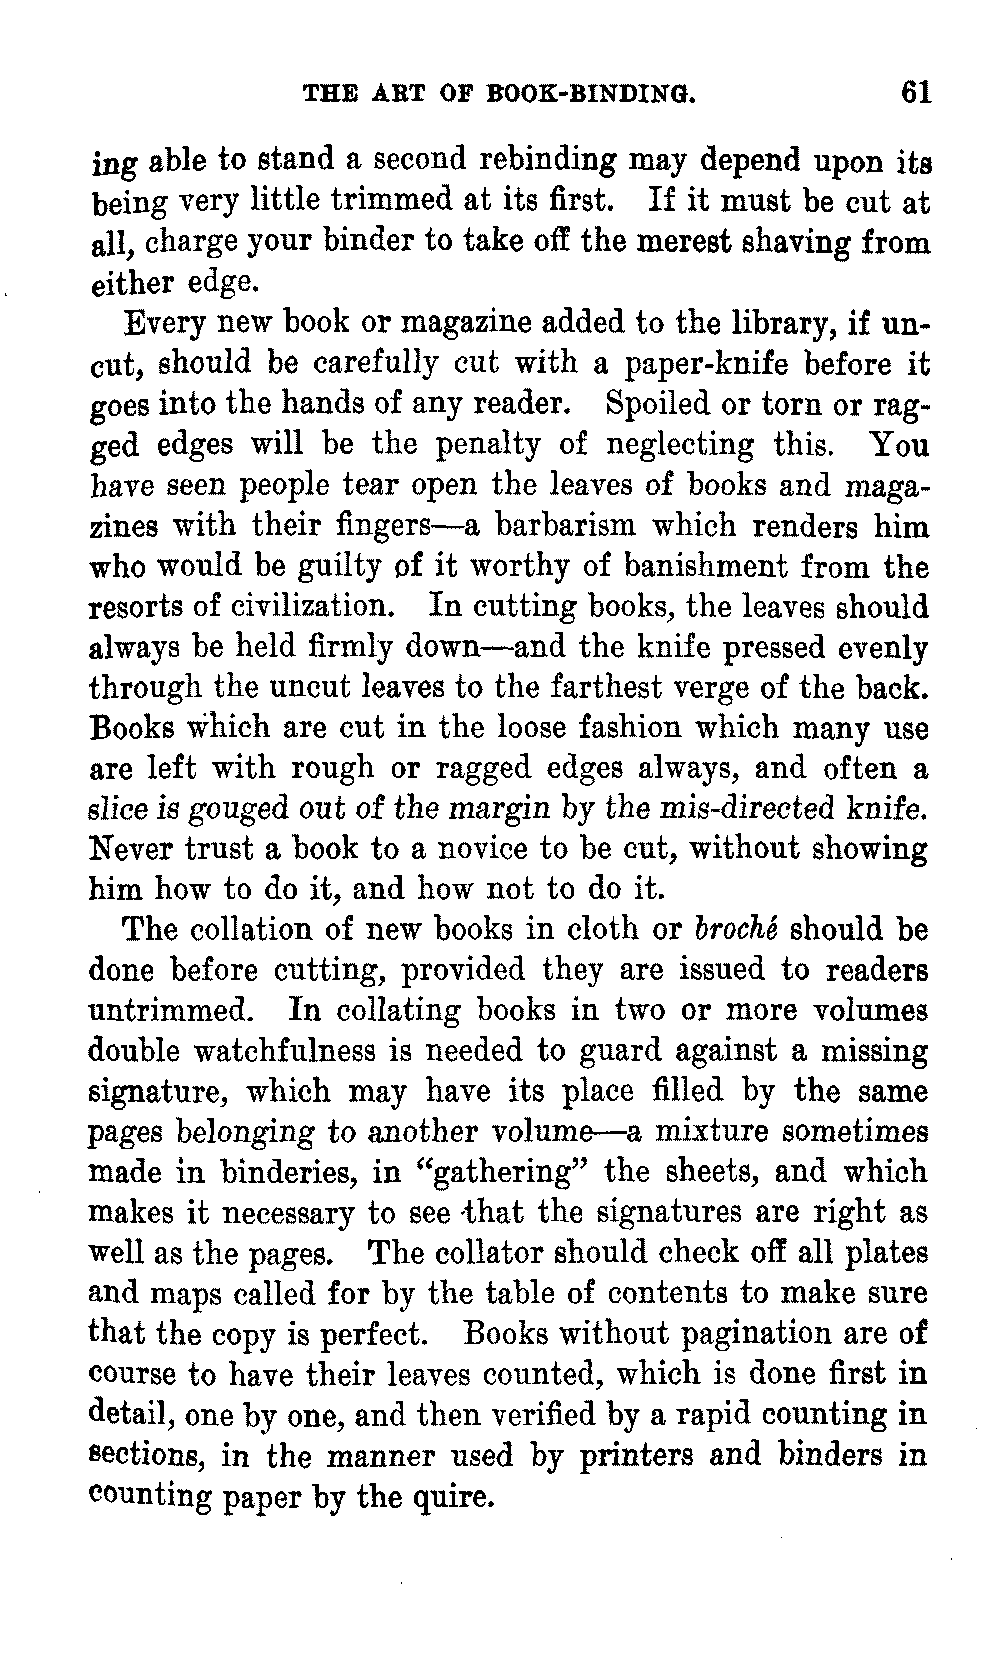 THE ART OF BOOK-BINDING. 61
ing able to stand a second rebinding may depend upon its
being very little trimmed at its first. If it must be cut at
all, charge your binder to take off the merest shaving from
either edge.
Every new book or magazine added to the library, if un-
cut, should be carefully cut with a paper-knife before it
goes into the hands of any reader. Spoiled or torn or rag-
ged edges will be the penalty of neglecting this. You
have seen people tear open the leaves of books and maga-
zines with their fingers—a barbarism which renders him
who would be guilty of it worthy of banishment from the
resorts of civilization. In cutting books, the leaves should
always be held firmly down—and the knife pressed evenly
through the uncut leaves to the farthest verge of the back.
Books which are cut in the loose fashion which many use
are left with rough or ragged edges always, and often a
slice is gouged out of the margin by the mis-directed knife.
Never trust a book to a novice to be cut, without showing
him how to do it, and how not to do it.
The collation of new books in cloth or broché should be
done before cutting, provided they are issued to readers
untrimmed. In collating books in two or more volumes
double watchfulness is needed to guard against a missing
signature, which may have its place filled by the same
pages belonging to another volume—a mixture sometimes
made in binderies, in “gathering” the sheets, and which
makes it necessary to see that the signatures are right as
well as the pages. The collator should check off all plates
and maps called for by the table of contents to make sure
that the copy is perfect. Books without pagination are of
course to have their leaves counted, which is done first in
detail, one by one, and then verified by a rapid counting in
sections, in the manner used by printers and binders in
counting paper by the quire.